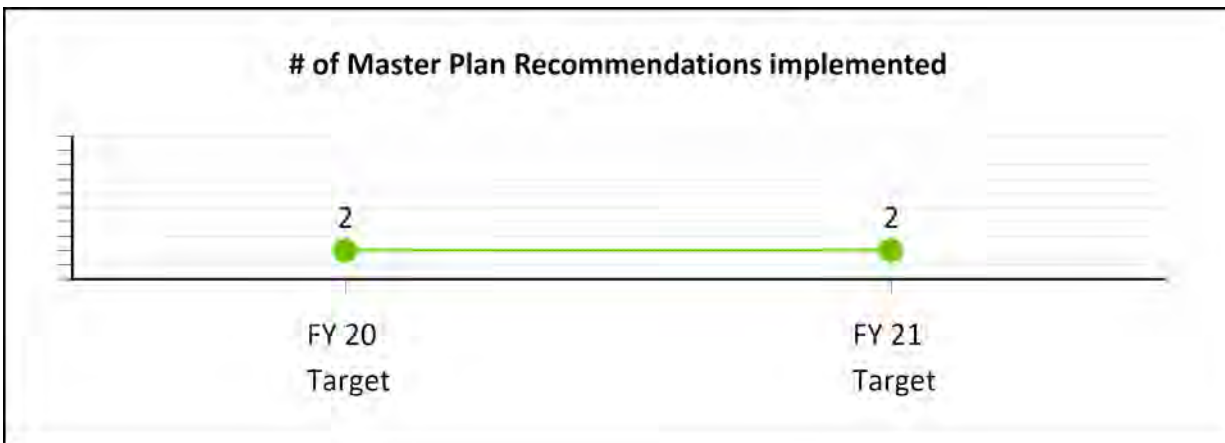 # of Master Plan Recommendations implemented
2 2
FY 20 FY 21
Target Target